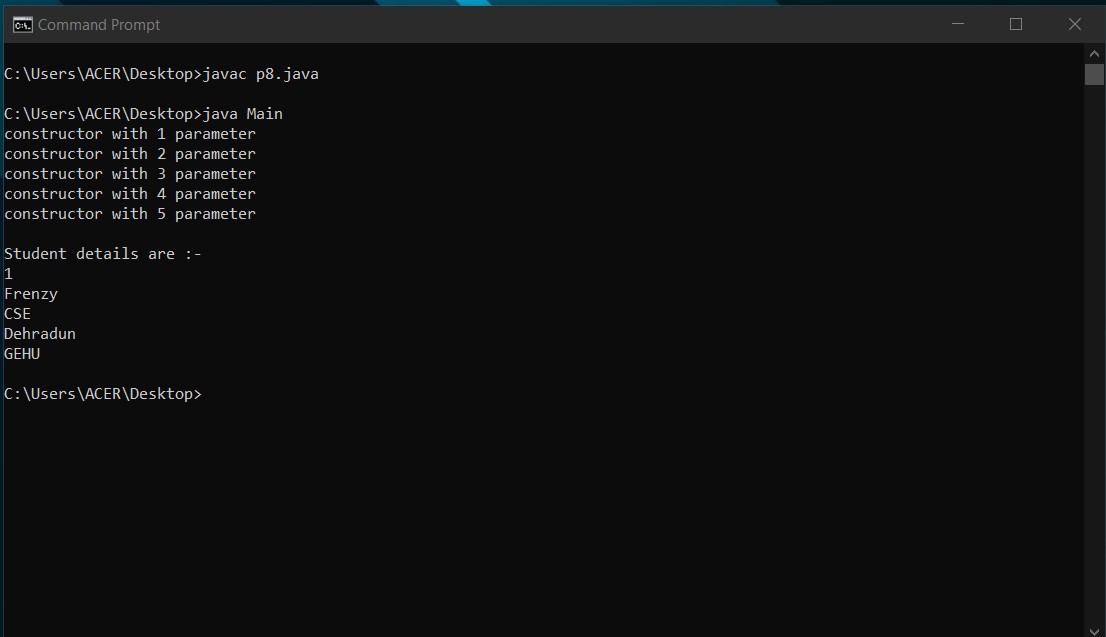 Command Prompt
C:\Users\ACER\Desktop>javac p8.java
C:\Users\ACER\Desktop>java Main
constructor with 1 parameter
constructor with 2 parameter
constructor with 3 parameter
constructor with 4 parameter
constructor with 5 parameter
Student details are :-
1
Frenzy
CSE
Dehradun
GEHU
C:\Users\ACER\Desktop>